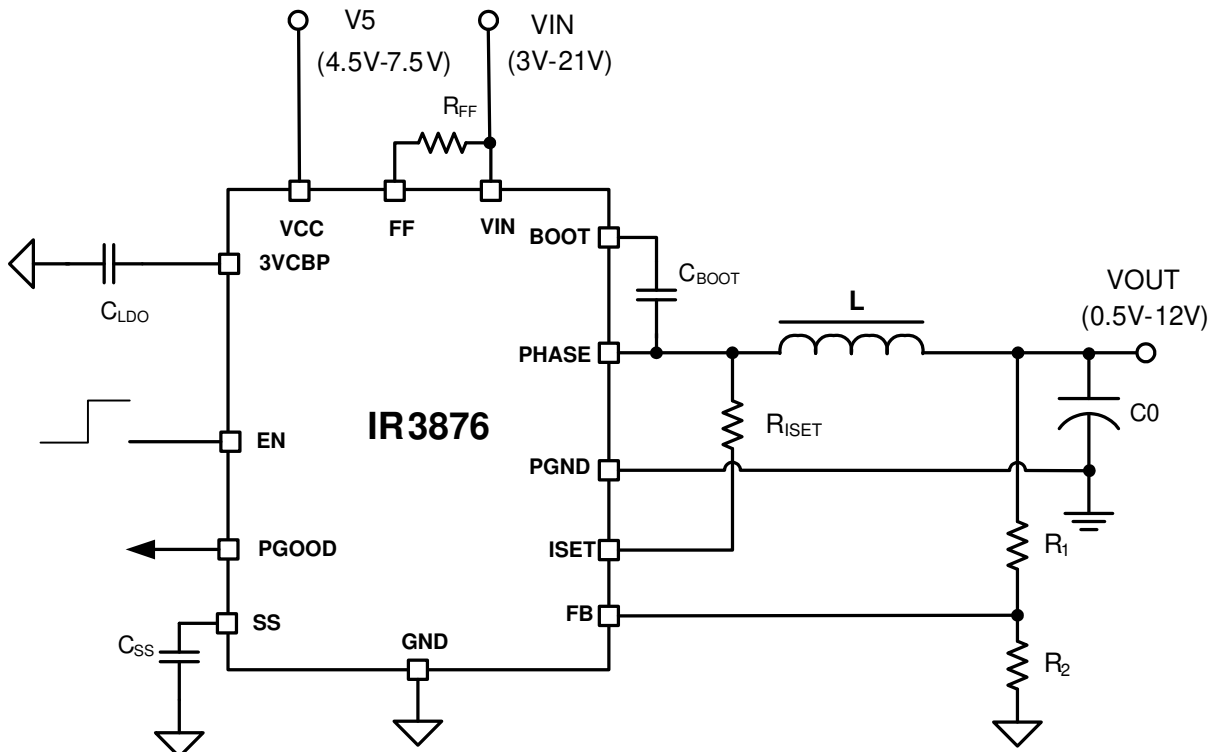 V5
(4.5V-7.5V)
VIN
(3V-21V)
RFF
VCC
FF
VIN
BOOT
3VCBP
CLDO
CBOOT
L
VOUT
(0.5V-12V)
PHASE
IR3876
RISET
C0
EN
PGND
PGOOD
ISET
R1
SS
FB
CSS
GND
R2